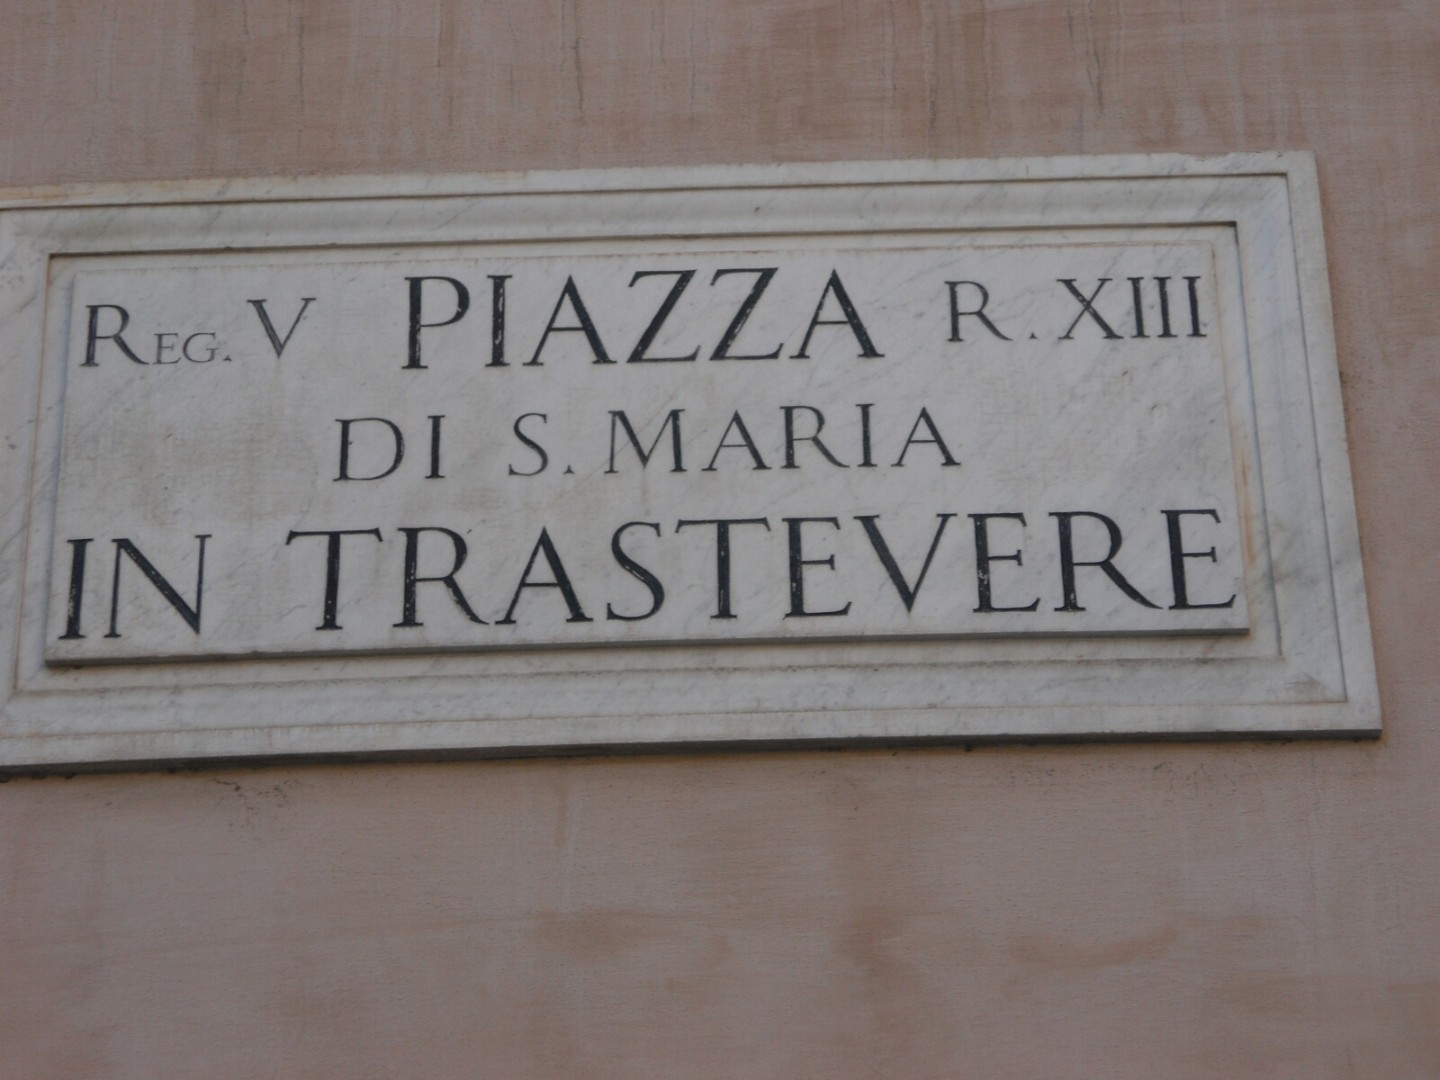 REG. V PIAZZA R. XIII
DI S. MARIA
IN TRASTEVERE